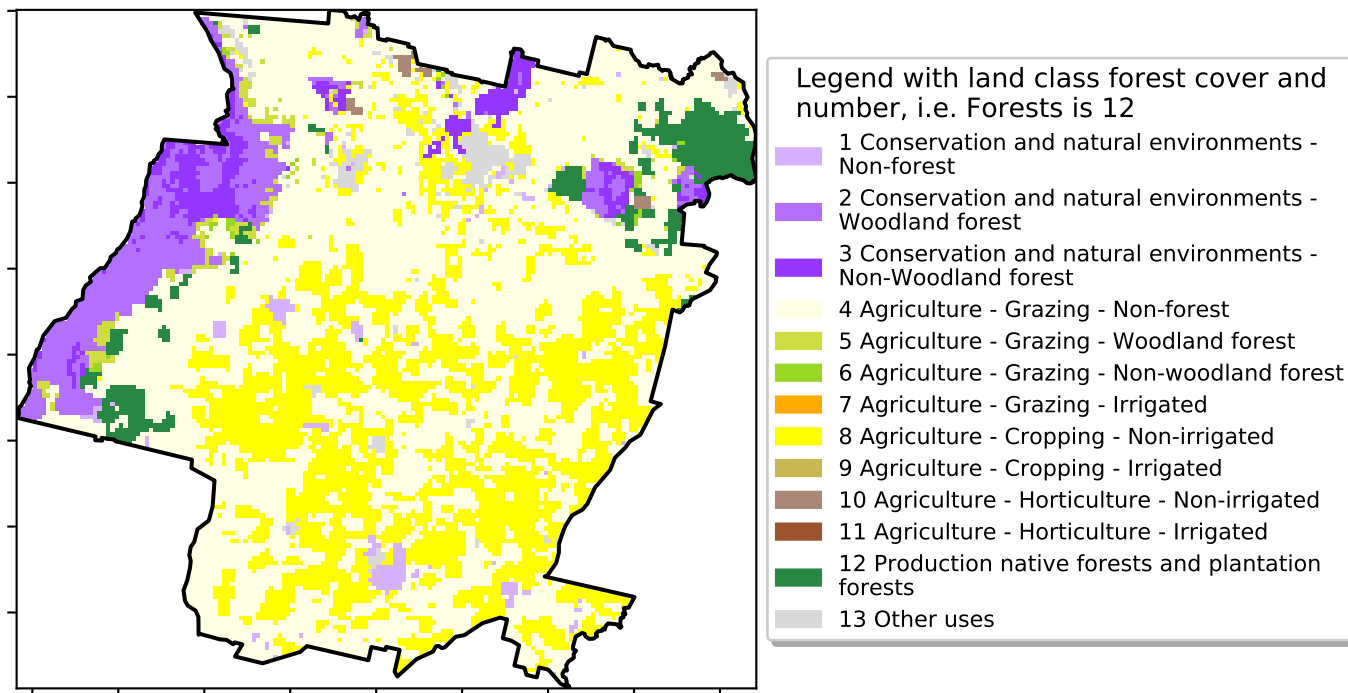 Legend with land class forest cover and
number, i.e. Forests is 12
1 Conservation and natural environments -
Non-forest
2 Conservation and natural environments -
Woodland forest
3 Conservation and natural environments -
Non-Woodland forest
4 Agriculture - Grazing - Non-forest
5 Agriculture - Grazing - Woodland forest
6 Agriculture - Grazing - Non-woodland forest
7 Agriculture - Grazing - Irrigated
8 Agriculture - Cropping - Non-irrigated
9 Agriculture - Cropping - Irrigated
10 Agriculture - Horticulture - Non-irrigated
11 Agriculture - Horticulture - Irrigated
12 Production native forests and plantation
forests
13 Other uses